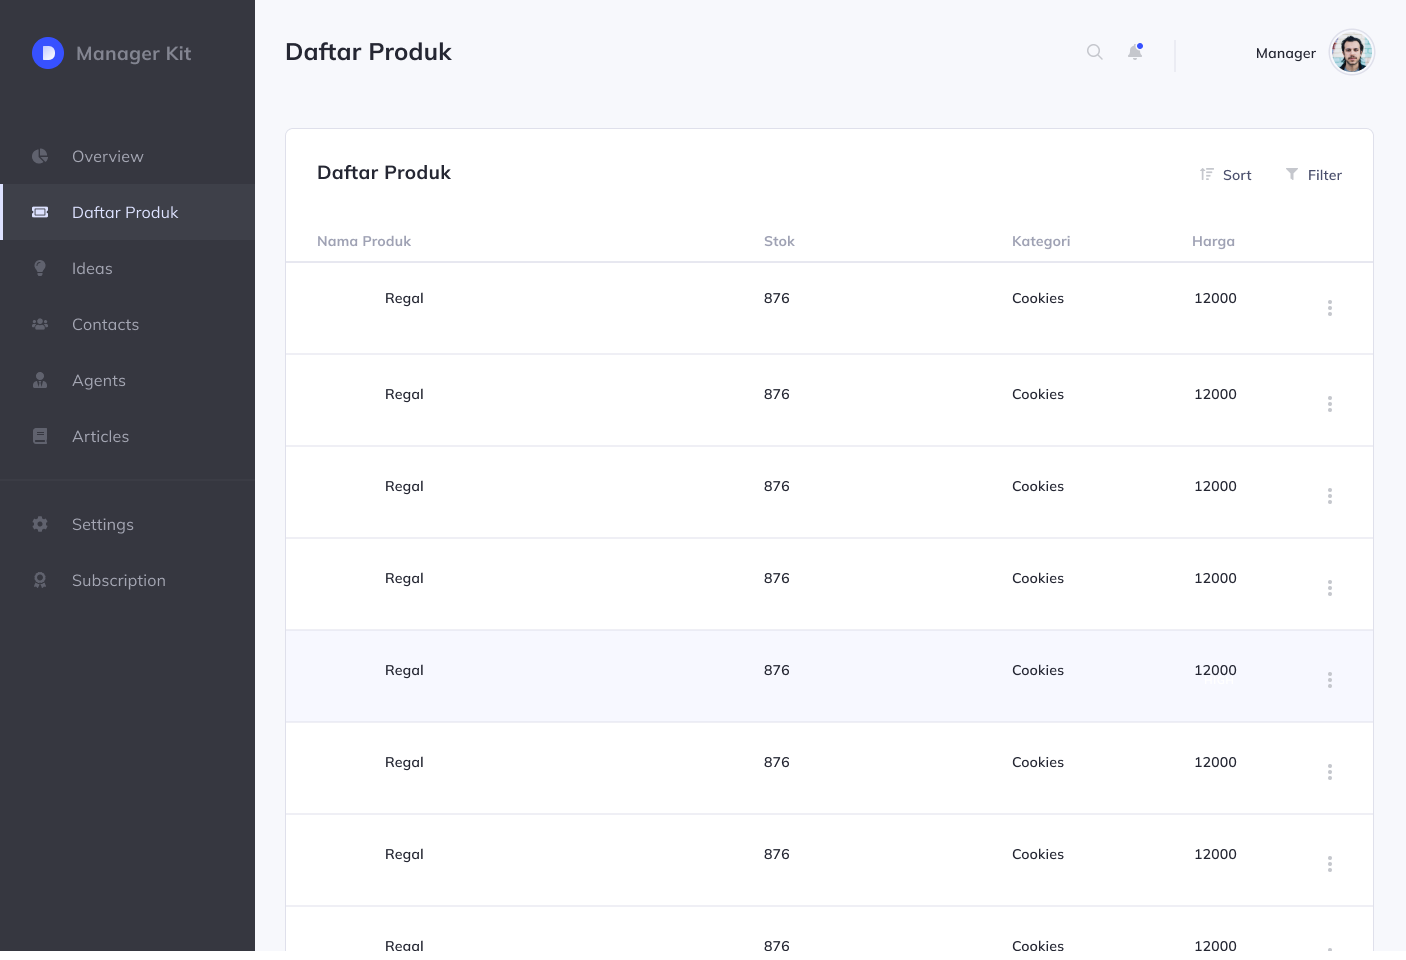 Manager Kit
Overview
Daftar Produk
Ideas
Contacts
Agents
Articles
Settings
Subscription
Daftar Produk
Manager
Daftar Produk
Sort Filter
Nama Produk Stok Kategori Harga
Regal 876 Cookies 12000
Regal 876 Cookies 12000
Regal 876 Cookies 12000
Regal 876 Cookies 12000
Regal 876 Cookies 12000
Regal 876 Cookies 12000
Regal 876 Cookies 12000
Regal 876 Cookies 12000